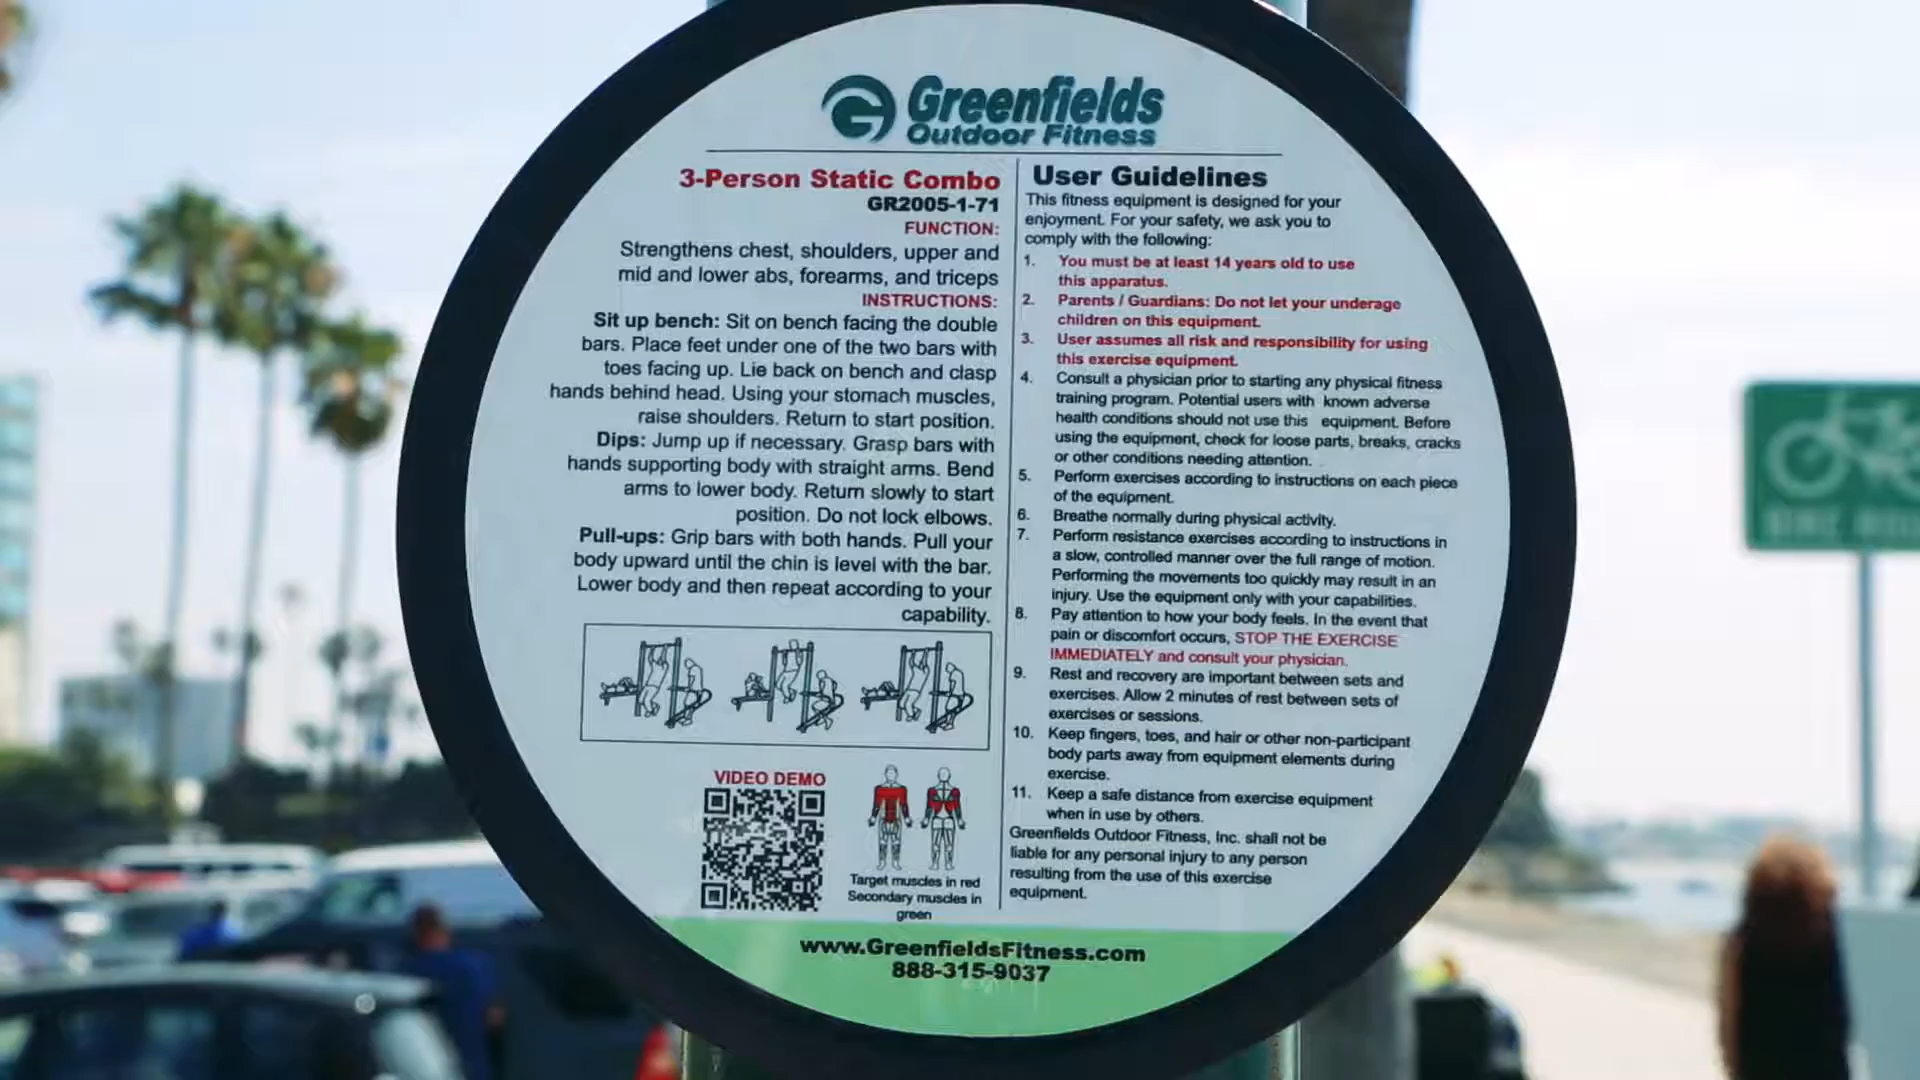 Greenfields
Outdoor Fitness
3-Person Static Combo
GR2005-1-71
FUNCTION:
Strengthens chest, shoulders, upper and
mid and lower abs, forearms, and triceps
INSTRUCTIONS:
Sit up bench: Sit on bench facing the double
bars. Place feet under one of the two bars with
toes facing up. Lie back on bench and clasp
hands behind head. Using your stomach muscles,
raise shoulders. Return to start position.
Dips: Jump up if necessary. Grasp bars with
hands supporting body with straight arms. Bend
arms to lower body. Return slowly to start
position. Do not lock elbows.
Pull-ups: Grip bars with both hands. Pull your
body upward until the chin is level with the bar.
Lower body and then repeat according to your
capability.
VIDEO DEMO
Target muscles in red
Secondary muscles in
green
User Guidelines
This fitness equipment is designed for your
enjoyment. For your safety, we ask you to
comply with the following:
1. You must be at least 14 years old to use
this apparatus.
2. Parents / Guardians: Do not let your underage
children on this equipment.
3. User assumes all risk and responsibility for using
this exercise equipment.
4. Consult a physician prior to starting any physical fitness
training program. Potential users with known adverse
health conditions should not use this equipment. Before
using the equipment, check for loose parts, breaks, cracks
or other conditions needing attention.
5. Perform exercises according to instructions on each piece
of the equipment.
6. Breathe normally during physical activity.
7. Perform resistance exercises according to instructions in
a slow, controlled manner over the full range of motion.
Performing the movements too quickly may result in an
injury. Use the equipment only with your capabilities.
8. Pay attention to how your body feels. In the event that
pain or discomfort occurs, STOP THE EXERCISE
IMMEDIATELY and consult your physician.
9. Rest and recovery are important between sets and
exercises. Allow 2 minutes of rest between sets of
exercises or sessions.
10. Keep fingers, toes, and hair or other non-participant
body parts away from equipment elements during
exercise.
11. Keep a safe distance from exercise equipment
when in use by others.
Greenfields Outdoor Fitness, Inc. shall not be
liable for any personal injury to any person
resulting from the use of this exercise
equipment.
www.GreenfieldsFitness.com
888-315-9037
BIKE